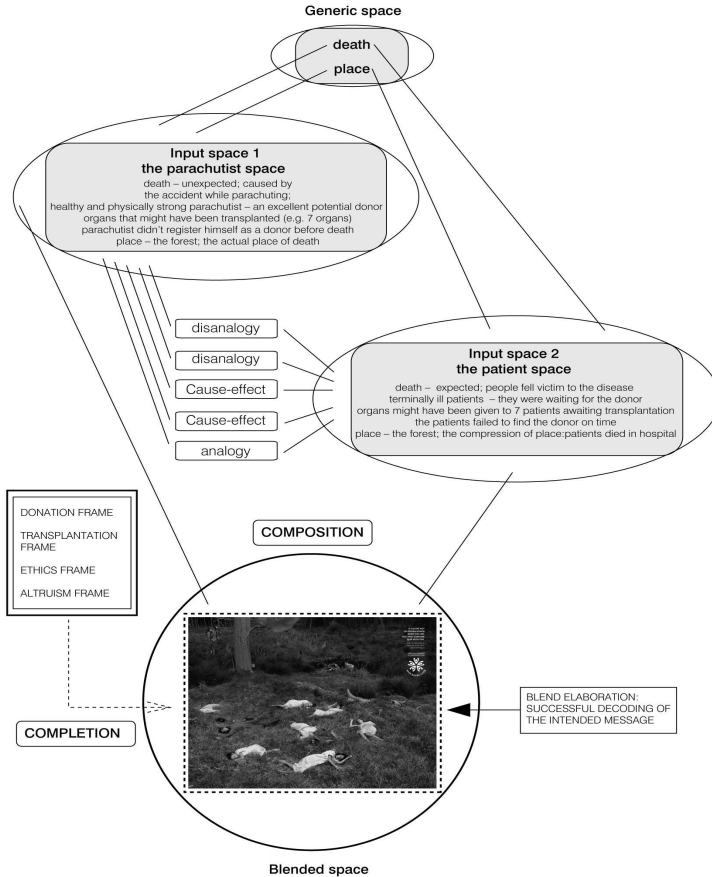 Generic space
death
place
Input space 1
the parachutist space
death – unexpected; caused by
the accident while parachuting;
healthy and physically strong parachutist – an excellent potential donor
organs that might have been transplanted (e.g. 7 organs)
parachutist didn't register himself as a donor before death
place – the forest; the actual place of death
disanalogy
disanalogy
Cause-effect
Cause-effect
analogy
Input space 2
the patient space
death – expected; people fell victim to the disease
terminally ill patients – they were waiting for the donor
organs might have been given to 7 patients awaiting transplantation
the patients failed to find the donor on time
place – the forest; the compression of place:patients died in hospital
DONATION FRAME
TRANSPLANTATION
FRAME
ETHICS FRAME
ALTRUISM FRAME
COMPOSITION
COMPLETION
BLEND ELABORATION:
SUCCESSFUL DECODING OF
THE INTENDED MESSAGE
Blended space